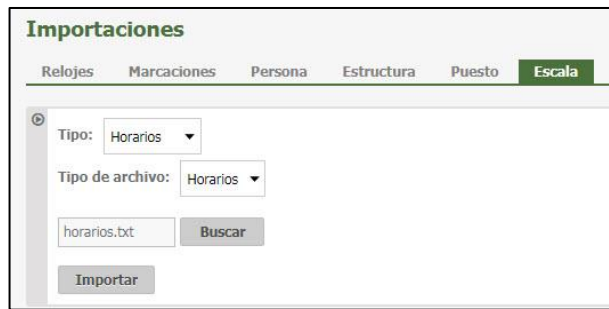 Importaciones
Relojes Marcaciones Persona Estructura Puesto Escala
Tipo: Horarios
Tipo de archivo: Horarios
horarios.txt Buscar
Importar